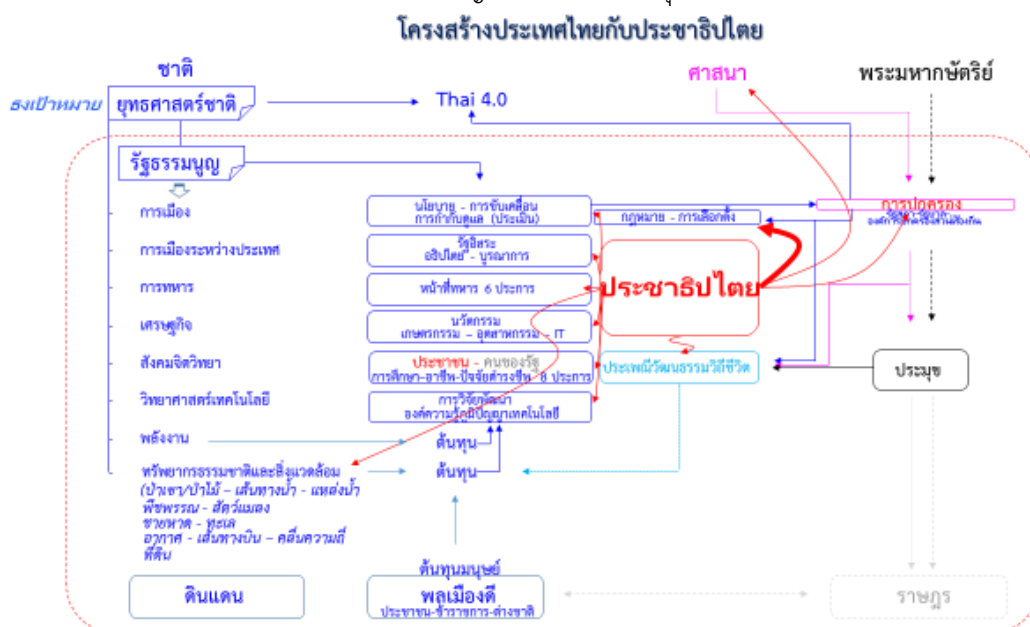 โครงสร้างประเทศไทยกับประชาธิปไตย
ชาติ
ศาสนา
พระมหากษัตริย์
ธงเป้าหมาย
ยุทธศาสตร์ชาติ
Thai 4.0
รัฐธรรมนูญ
การเมือง
นโยบาย - การขับเคลื่อน
การกำกับดูแล (ประเมิน)
กฎหมาย - การเลือกตั้ง
การปกครอง
การเมืองระหว่างประเทศ
รัฐอิสระ
อธิปไตย - บูรณาการ
การทหาร
หน้าที่ทหาร 6 ประการ
ประชาธิปไตย
เศรษฐกิจ
นวัตกรรม
เกษตรกรรม – อุตสาหกรรม - IT
สังคมจิตวิทยา
ประชาชน - คนของรัฐ
การศึกษา-อาชีพ-ปัจจัยดำรงชีพ 8 ประการ
ประเพณีวัฒนธรรมวิถีชีวิต
ประมุข
วิทยาศาสตร์เทคโนโลยี
การวิจัยพัฒนา
องค์ความรู้ภูมิปัญญาเทคโนโลยี
พลังงาน
ต้นทุน
ทรัพยากรธรรมชาติและสิ่งแวดล้อม
ต้นทุน
(ป่าเขา/ป่าไม้ – เส้นทางน้ำ - แหล่งน้ำ
พืชพรรณ - สัตว์แมลง
ชายหาด - ทะเล
อากาศ - เส้นทางบิน – คลื่นความถี่
ที่ดิน
ต้นทุนมนุษย์
ดินแดน
พลเมืองดี
ประชาชน-ข้าราชการ-ต่างชาติ
ราษฎร